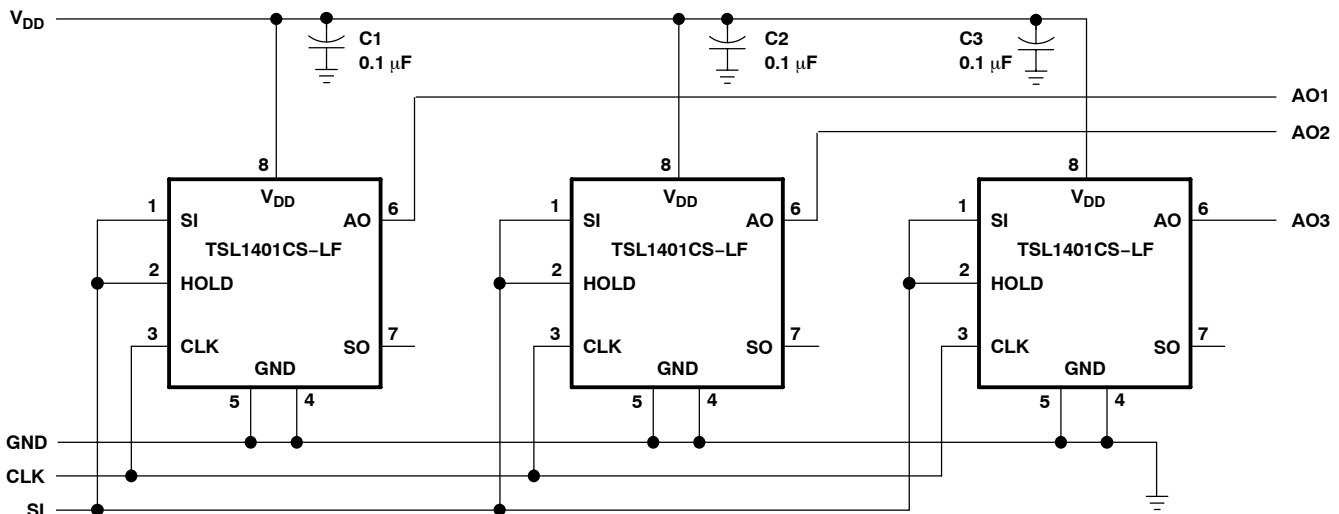 VDD
C1
0.1 μF
C2
0.1 μF
C3
0.1 μF
AO1
AO2
8
VDD
1
SI
AO
6
TSL1401CS−LF
2
HOLD
3
CLK
SO
7
GND
5
4
8
VDD
1
SI
AO
6
TSL1401CS−LF
2
HOLD
3
CLK
SO
7
GND
5
4
8
VDD
1
SI
AO
6
AO3
TSL1401CS−LF
2
HOLD
3
CLK
SO
7
GND
5
4
GND
CLK
SI